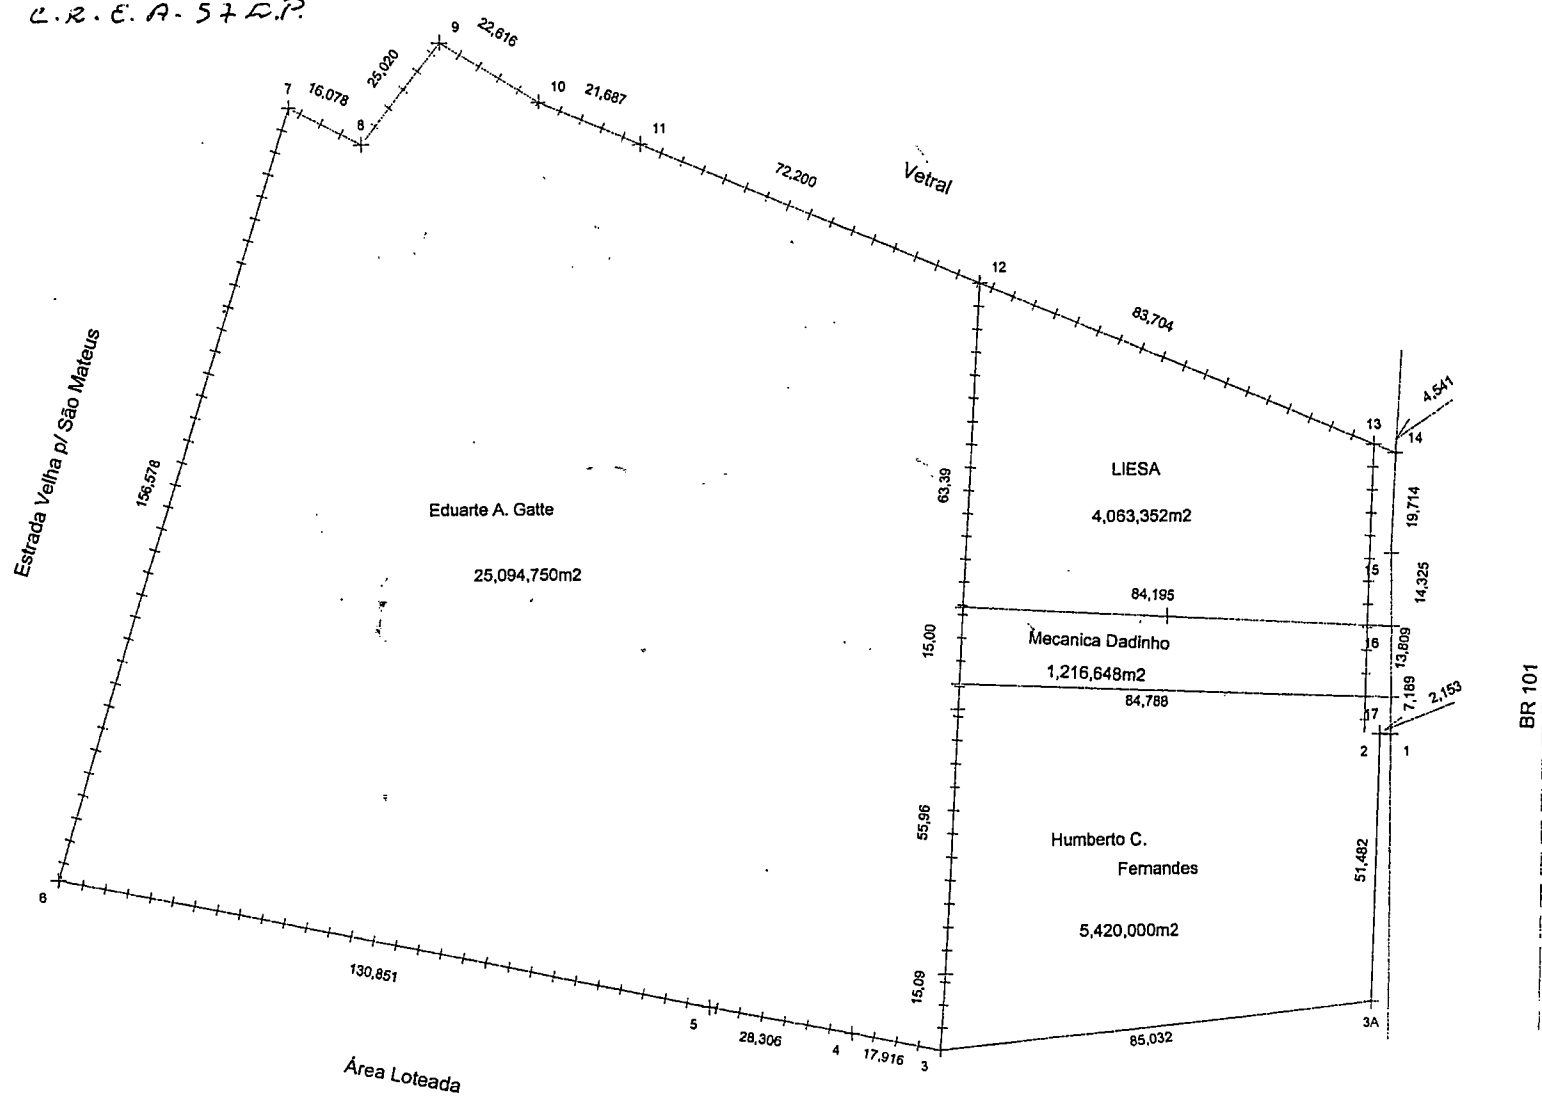 C.R.E.A. 57 D.P.
9
22,616
25,020
7
16,078
8
10
21,687
11
72,200
Vetral
12
83,704
4,541
13
14
Estrada Velha p/ São Mateus
156,578
Eduarte A. Gatte
25,094,750m2
63,39
LIESA
4,063,352m2
19,714
15
14,325
84,195
15,00
Mecanica Dadinho
16
13,809
1,216,648m2
84,788
17
7,189
2,153
BR 101
2
1
55,96
Humberto C.
Fernandes
51,482
5,420,000m2
6
130,851
15,09
5
28,306
4
17,916
3
85,032
3A
Área Loteada